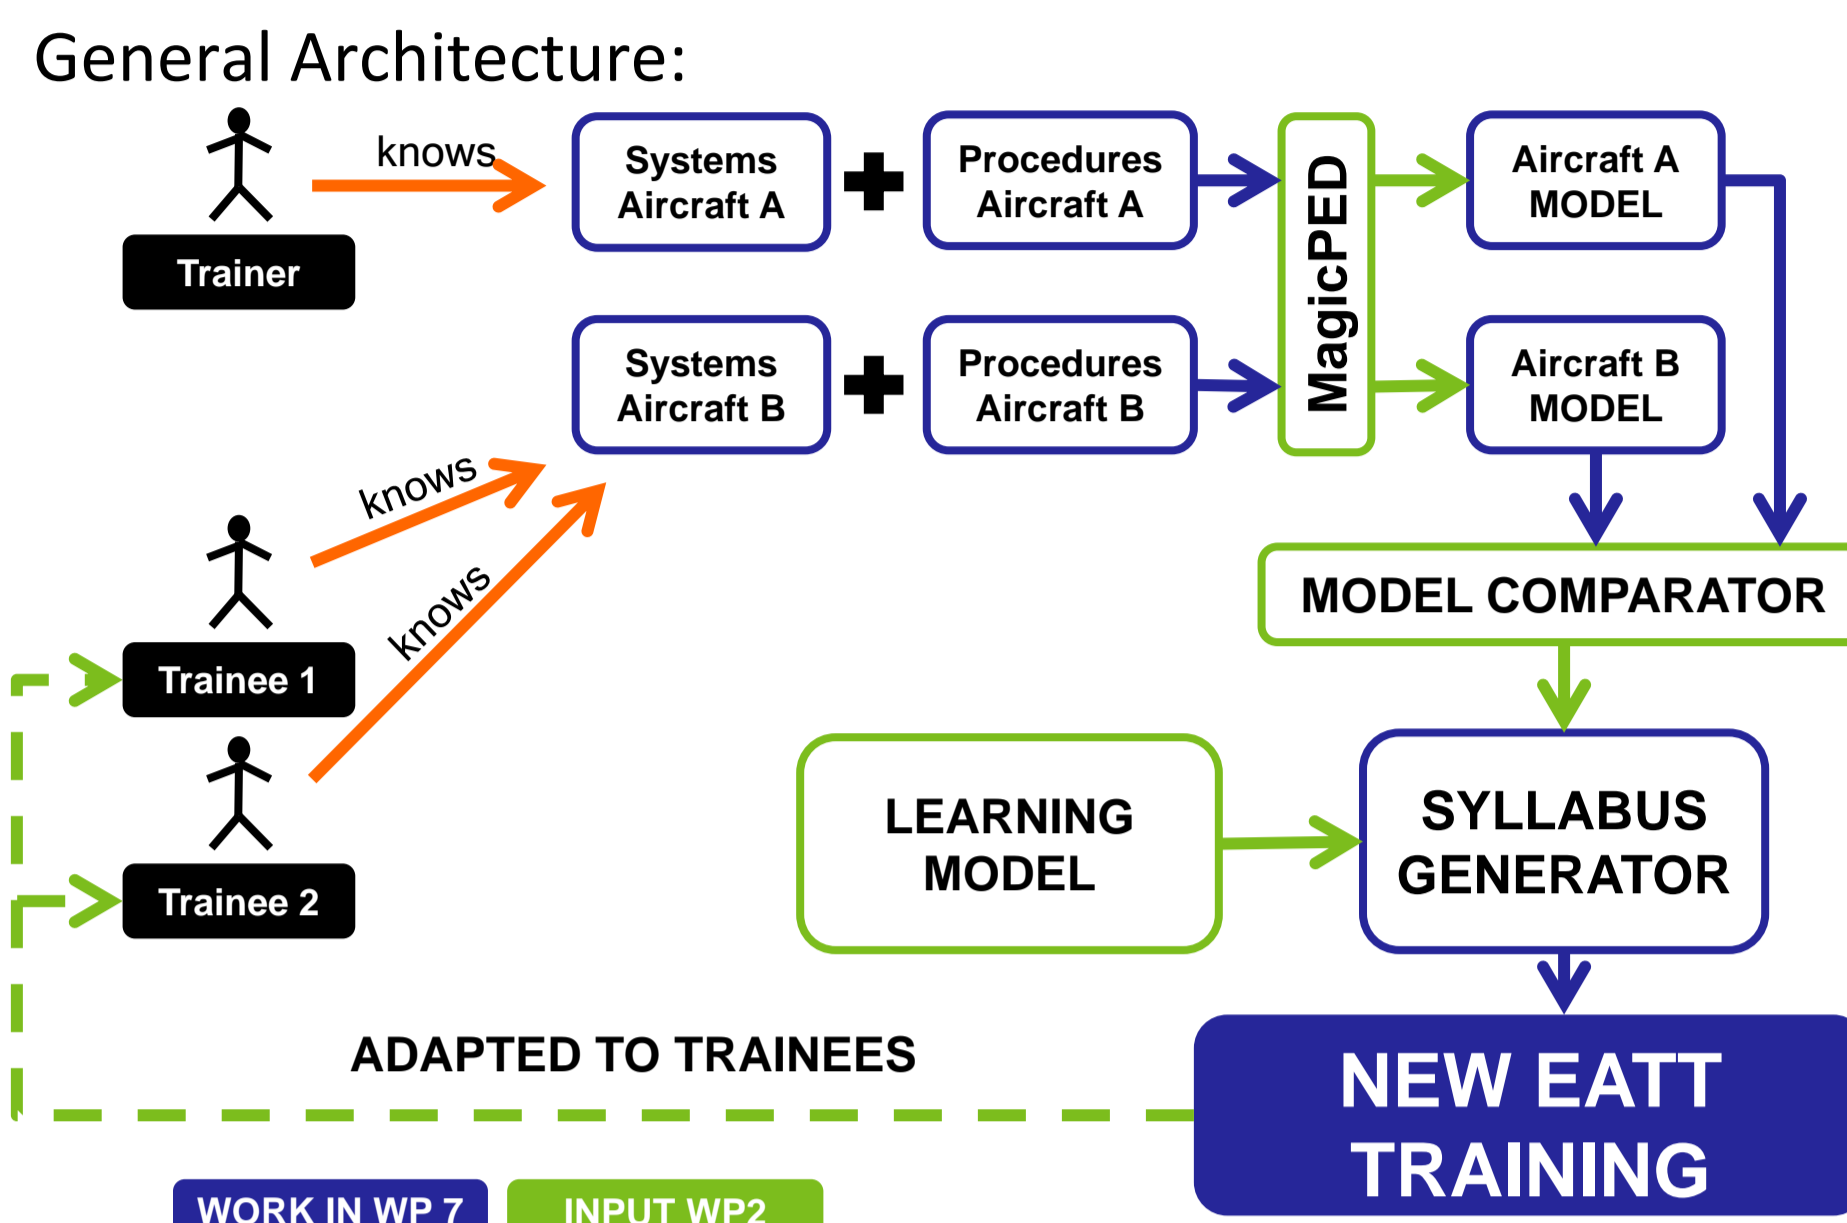 General Architecture:
knows
Systems
Aircraft A
Procedures
Aircraft A
MagicPED
Aircraft A
MODEL
Trainer
Systems
Aircraft B
Procedures
Aircraft B
Aircraft B
MODEL
knows
knows
MODEL COMPARATOR
Trainee 1
LEARNING
MODEL
SYLLABUS
GENERATOR
Trainee 2
ADAPTED TO TRAINEES
NEW EATT
TRAINING
WORK IN WP 7
INPUT WP2